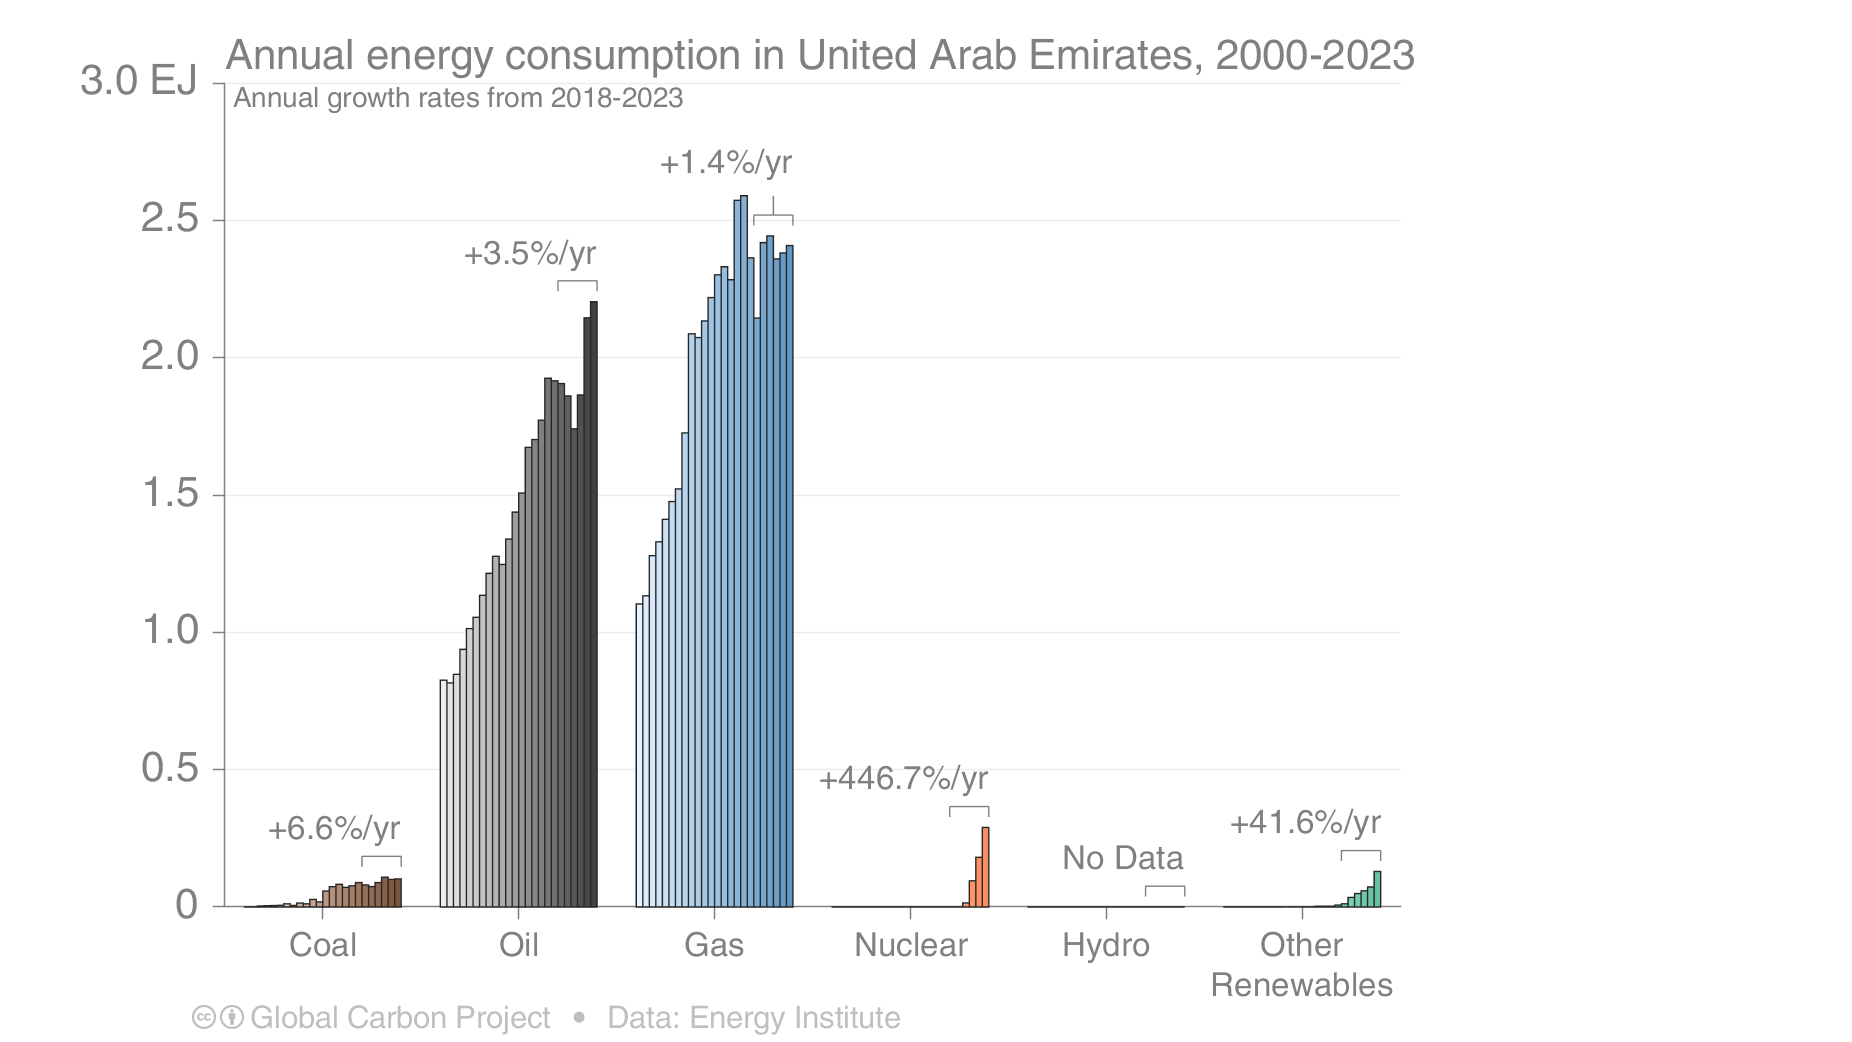 Annual energy consumption in United Arab Emirates, 2000-2023
3.0 EJ
Annual growth rates from 2018-2023
+1.4%/yr
2.5
+3.5%/yr
2.0
1.5
1.0
0.5
+446.7%/yr
+6.6%/yr
+41.6%/yr
No Data
0
Coal
Oil
Gas
Nuclear
Hydro
Other
Renewables
cc Global Carbon Project • Data: Energy Institute